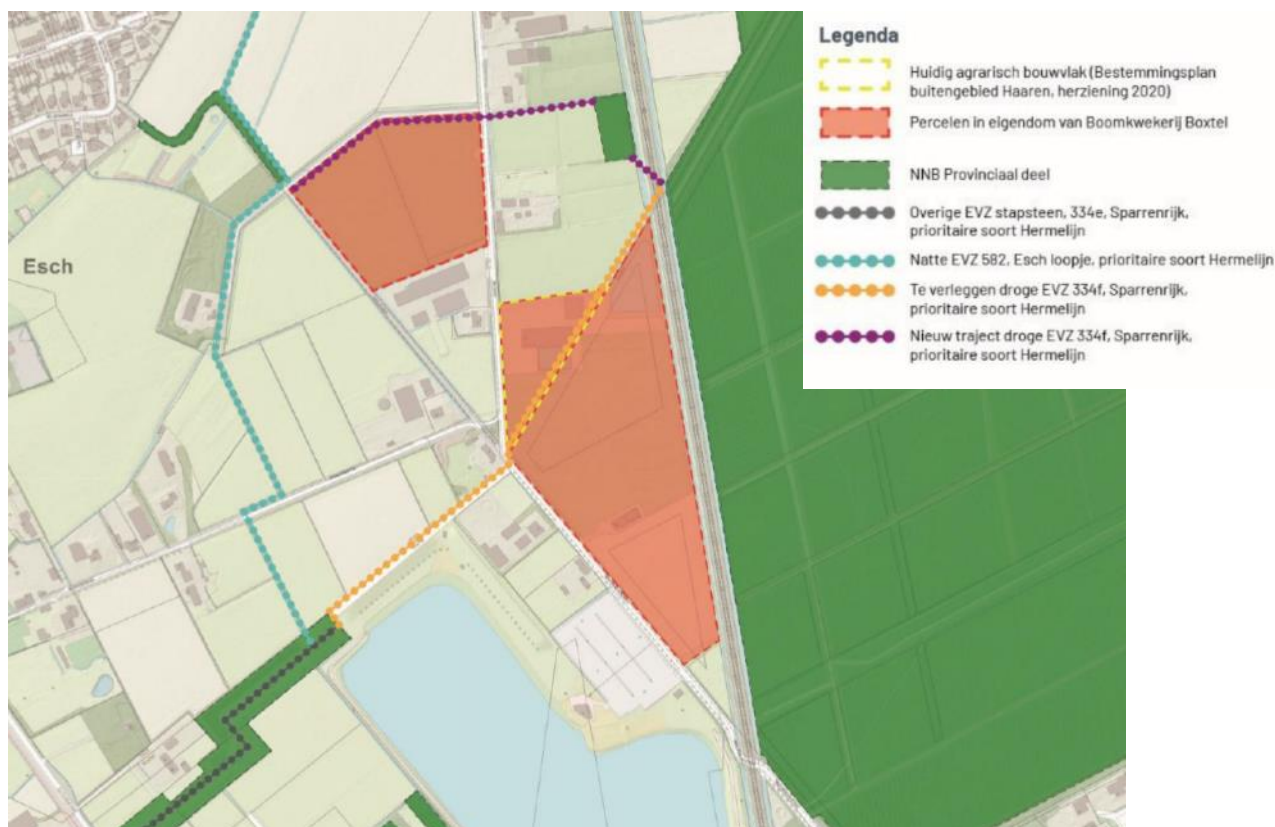 Legenda
Huidig agrarisch bouwvlak (Bestemmingsplan
buitengebied Haaren, herziening 2020)
Percelen in eigendom van Boomkwekerij Boxtel
NNB Provinciaal deel
Overige EVZ stapsteen, 334e, Sparrenrijk,
prioritaire soort Hermelijn
Natte EVZ 582, Esch loopje, prioritaire soort Hermelijn
Te verleggen droge EVZ 334f, Sparrenrijk,
prioritaire soort Hermelijn
Nieuw traject droge EVZ 334f, Sparrenrijk,
prioritaire soort Hermelijn
Esch